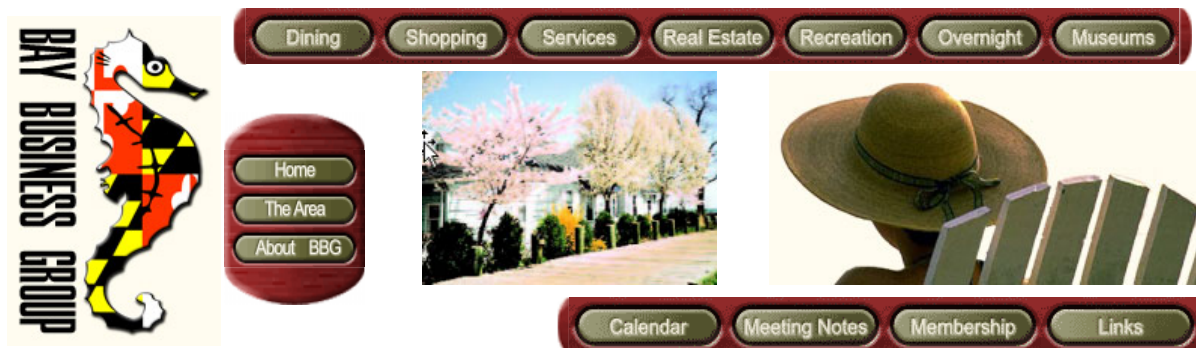 BAY BUSINESS GROUP
Dining Shopping Services Real Estate Recreation Overnight Museums
Home
The Area
About BBG
Calendar Meeting Notes Membership Links